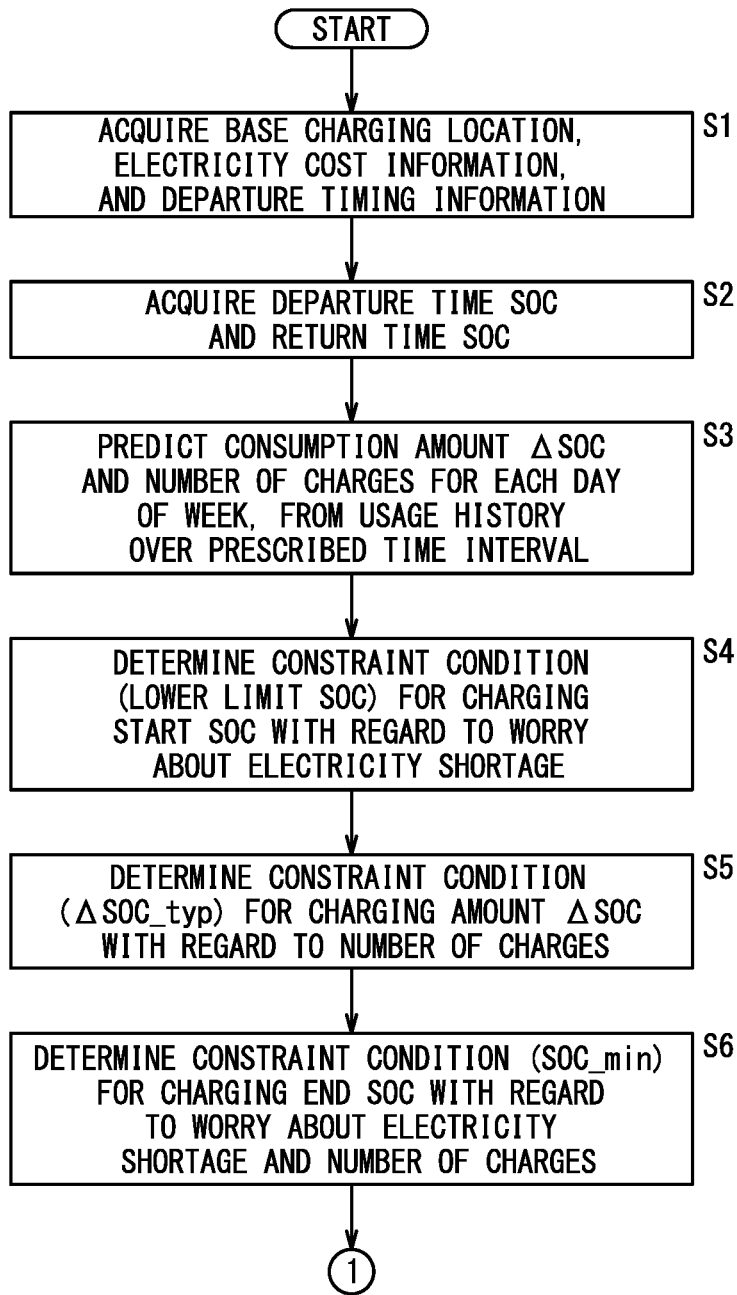 START
S1
ACQUIRE BASE CHARGING LOCATION,
ELECTRICITY COST INFORMATION,
AND DEPARTURE TIMING INFORMATION
S2
ACQUIRE DEPARTURE TIME SOC
AND RETURN TIME SOC
S3
PREDICT CONSUMPTION AMOUNT ΔSOC
AND NUMBER OF CHARGES FOR EACH DAY
OF WEEK, FROM USAGE HISTORY
OVER PRESCRIBED TIME INTERVAL
S4
DETERMINE CONSTRAINT CONDITION
(LOWER LIMIT SOC) FOR CHARGING
START SOC WITH REGARD TO WORRY
ABOUT ELECTRICITY SHORTAGE
S5
DETERMINE CONSTRAINT CONDITION
(ΔSOC_typ) FOR CHARGING AMOUNT ΔSOC
WITH REGARD TO NUMBER OF CHARGES
S6
DETERMINE CONSTRAINT CONDITION (SOC_min)
FOR CHARGING END SOC WITH REGARD
TO WORRY ABOUT ELECTRICITY
SHORTAGE AND NUMBER OF CHARGES
1